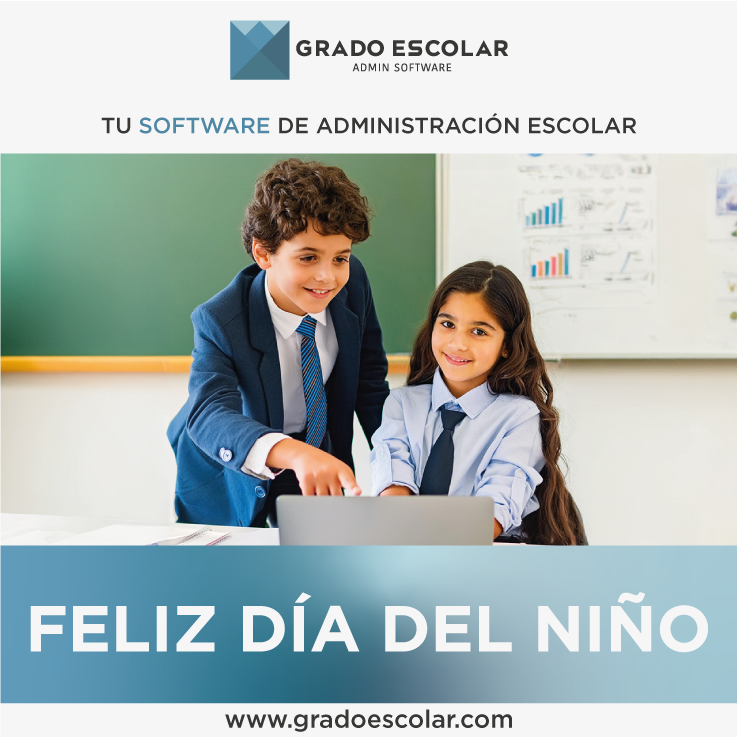 GRADO ESCOLAR
ADMIN SOFTWARE
TU SOFTWARE DE ADMINISTRACIÓN ESCOLAR
FELIZ DÍA DEL NIÑO
www.gradoescolar.com